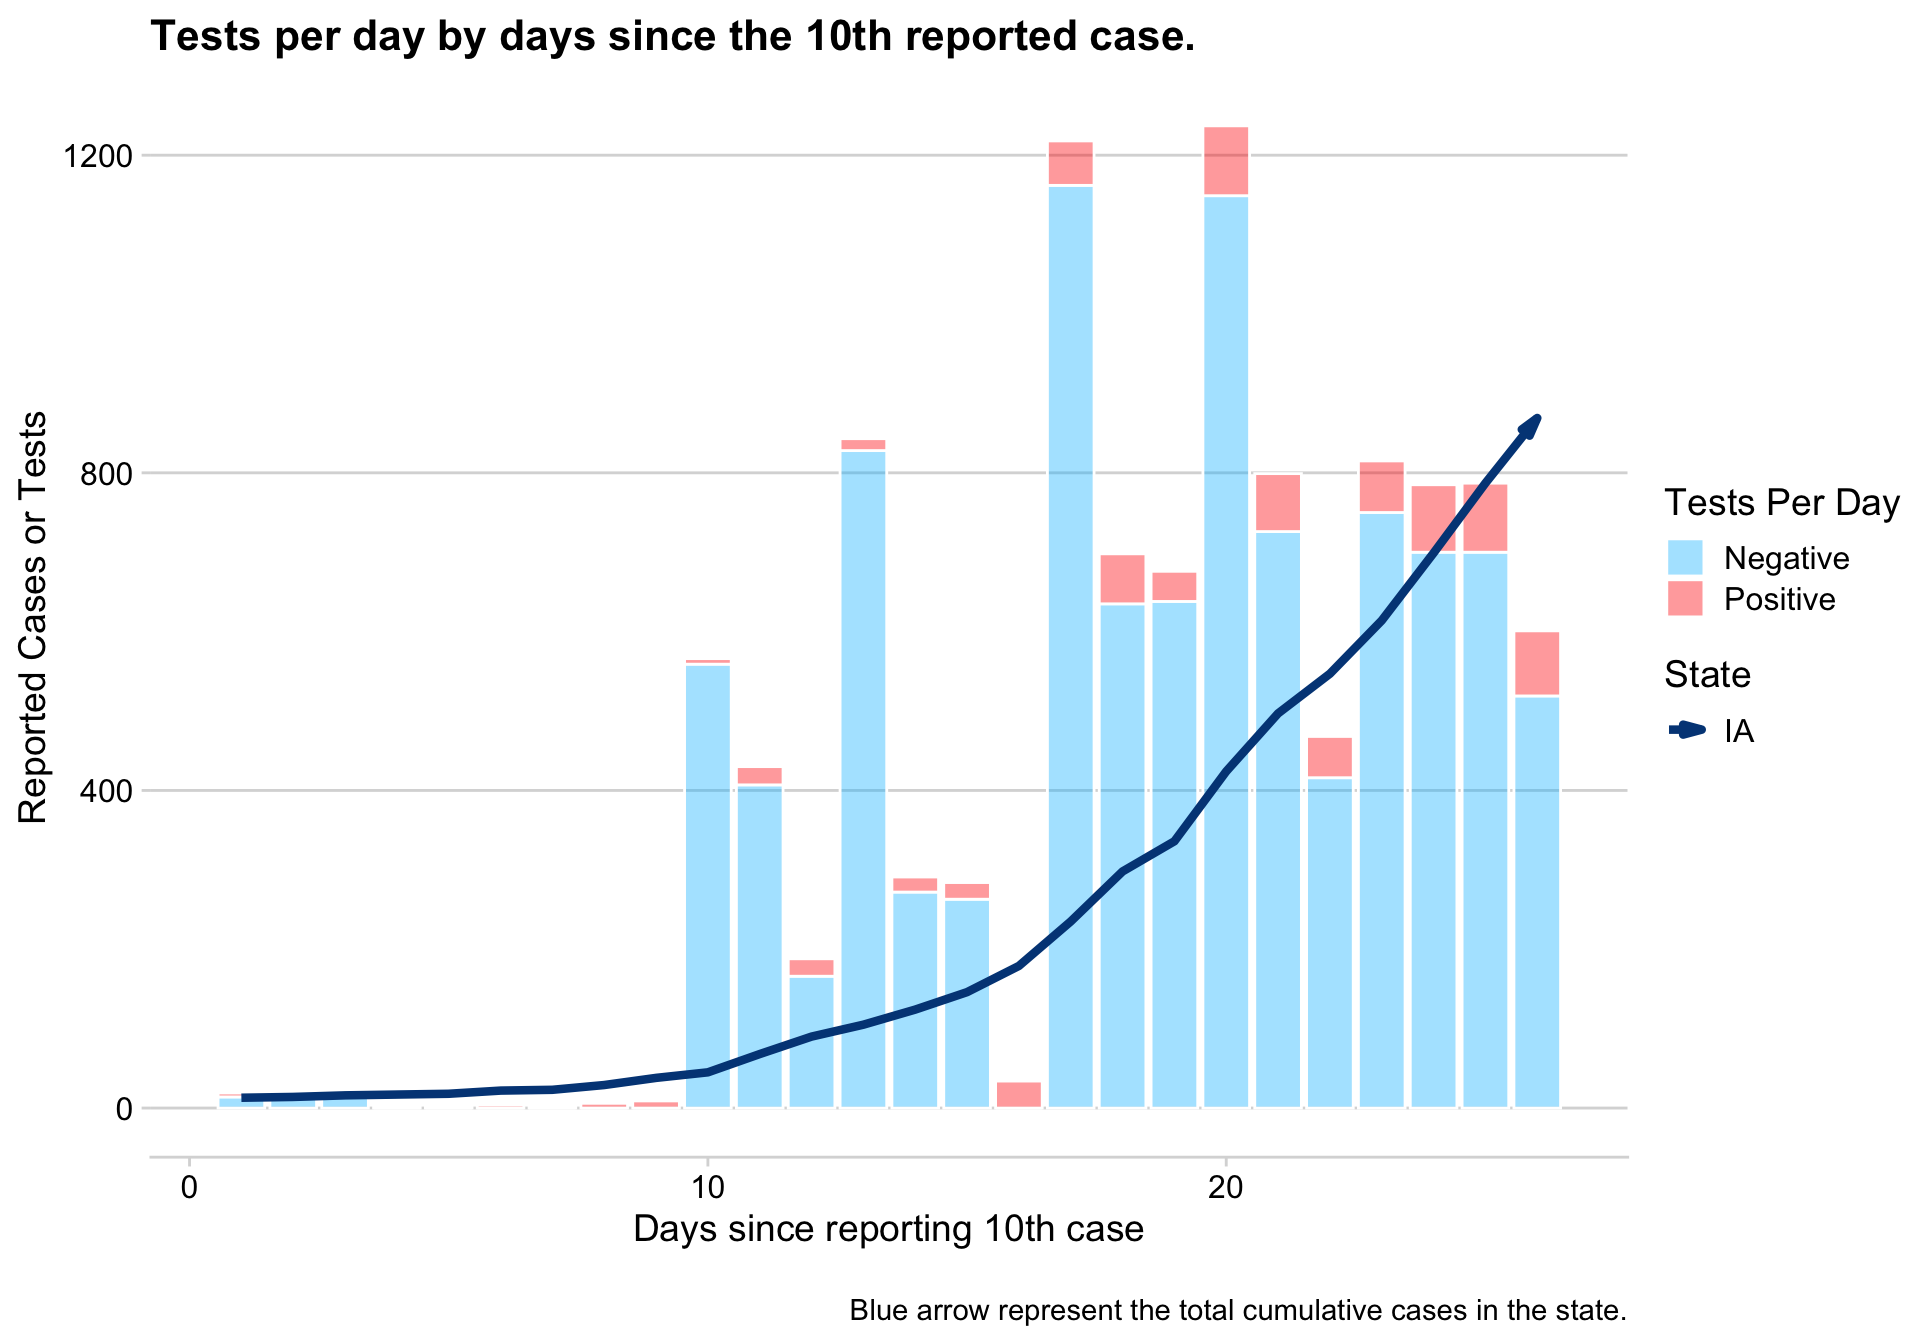 Tests per day by days since the 10th reported case.
1200
800
400
0
Reported Cases or Tests
0
10
20
Days since reporting 10th case
Tests Per Day
Negative
Positive
State
IA
Blue arrow represent the total cumulative cases in the state.